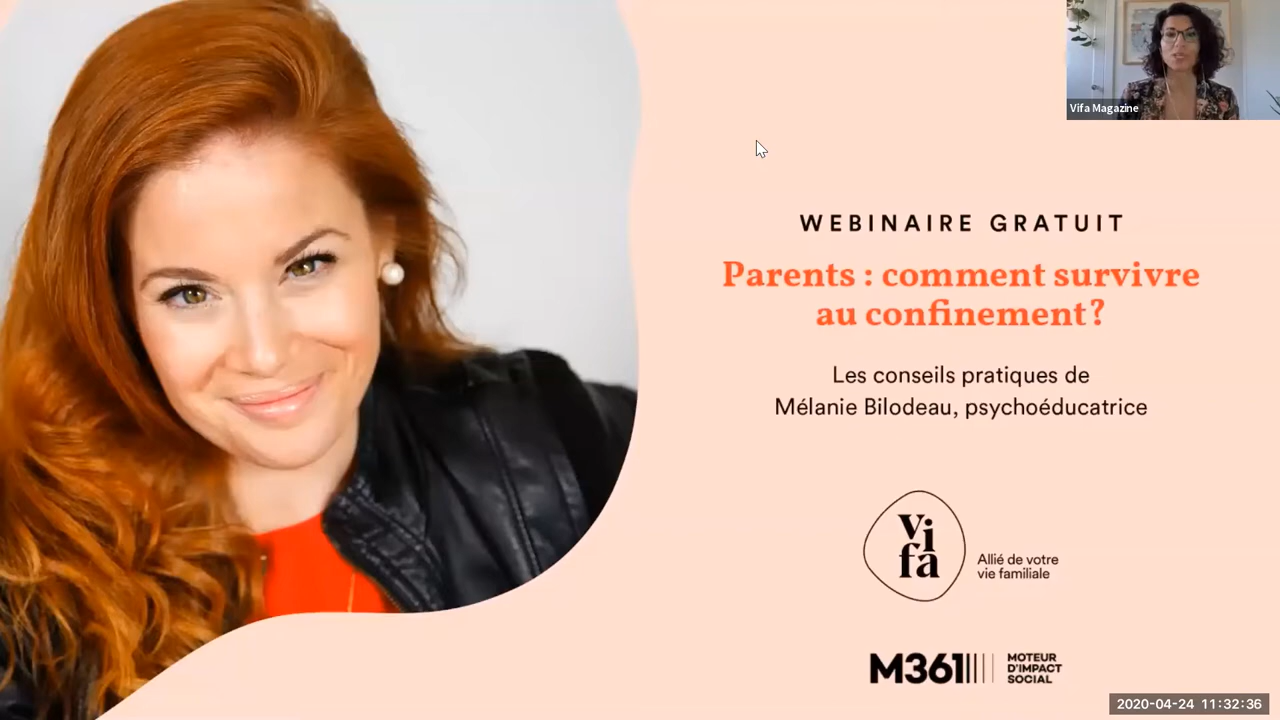 Vifa Magazine
WEBINAIRE GRATUIT
Parents : comment survivre
au confinement?
Les conseils pratiques de
Mélanie Bilodeau, psychoéducatrice
vi
fa
Allié de votre
vie familiale
M361
MOTEUR
D'IMPACT
SOCIAL
2020-04-24 11:32:36